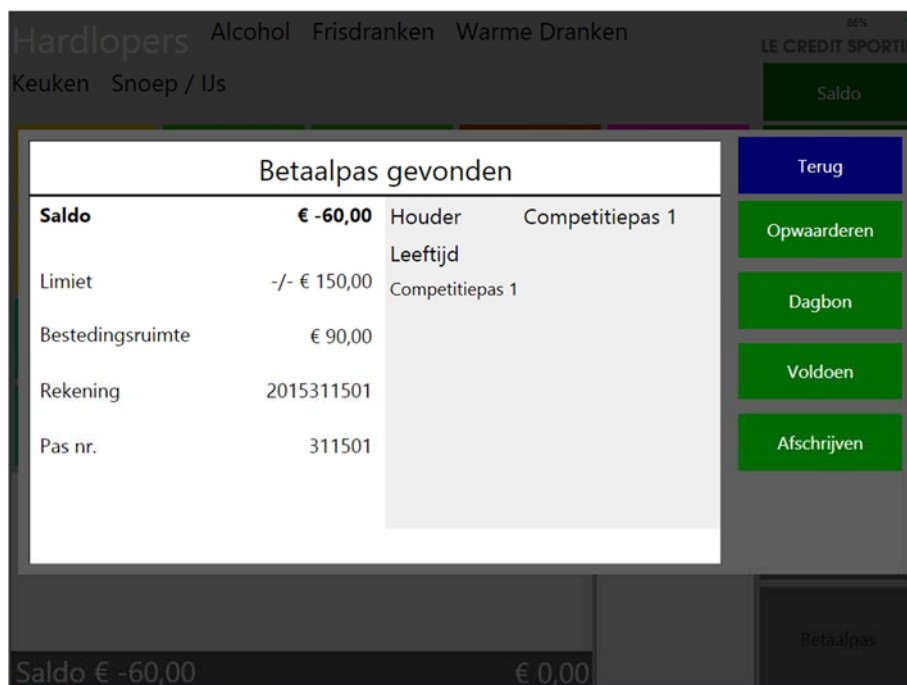 Hardlopers Alcohol Frisdranken Warme Dranken
Keuken Snoep / IJs
86%
LE CREDIT SPORTI
Saldo
Betaalpas gevonden
Saldo € -60,00
Limiet -/- € 150,00
Bestedingsruimte € 90,00
Rekening 2015311501
Pas nr. 311501
Houder Competitiepas 1
Leeftijd
Competitiepas 1
Terug
Opwaarderen
Dagbon
Voldoen
Afschrijven
Betaalpas
Saldo € -60,00 € 0,00